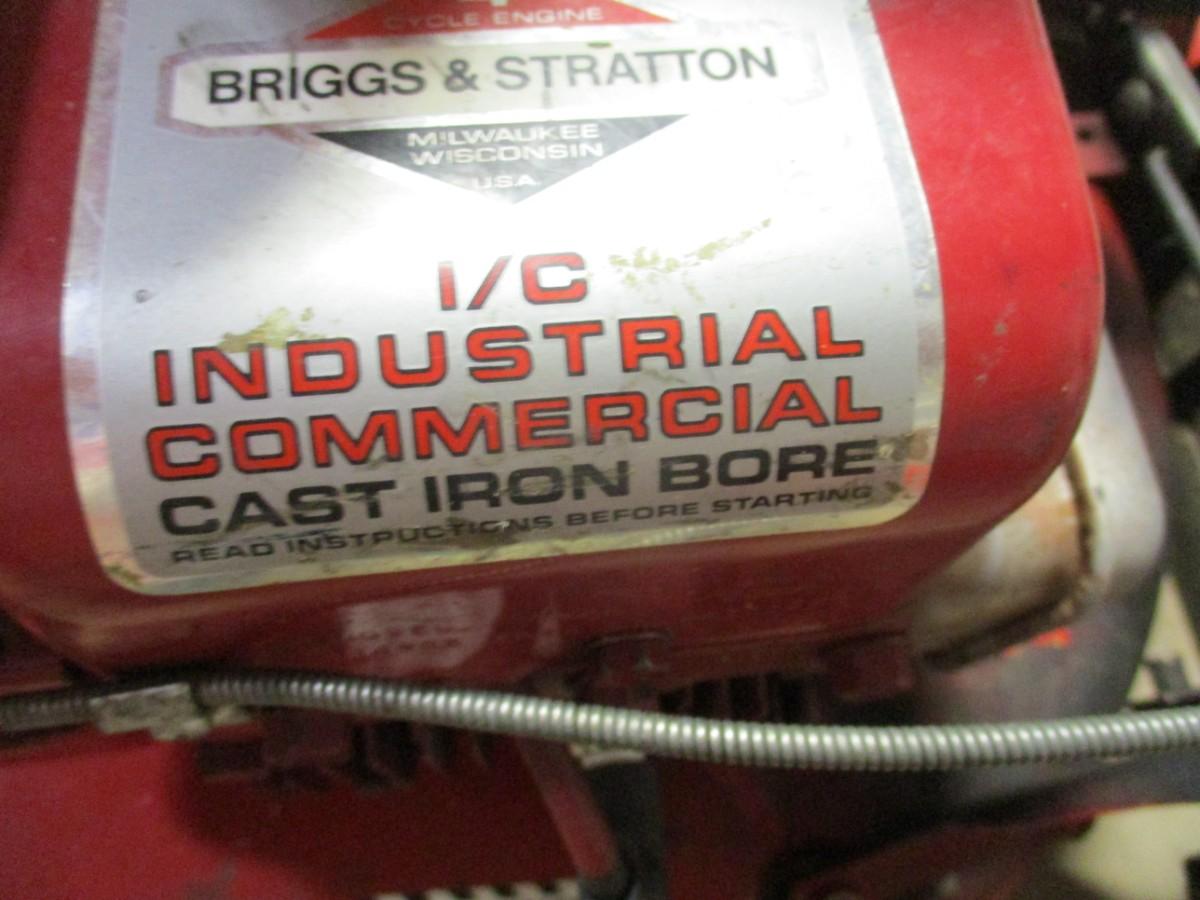 CYCLE ENGINE
BRIGGS & STRATTON
MILWAUKEE
WISCONSIN
U.S.A.
I/C
INDUSTRIAL
COMMERCIAL
CAST IRON BORE
READ INSTRUCTIONS BEFORE STARTING